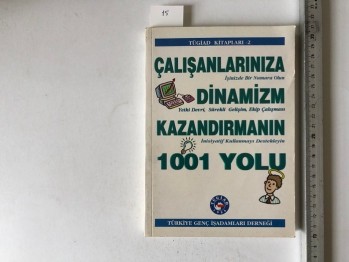 15
TÜGİAD KİTAPLARI -2
ÇALIŞANLARINIZA
İşinizde Bir Numara Olun
DİNAMİZM
Yetki Devri, Sürekli Gelişim, Ekip Çalışması
KAZANDIRMANIN
İnisiyatif Kullanmayı Destekleyin
1001 YOLU
TÜRKİYE GENÇ İŞADAMLARI DERNEĞİ